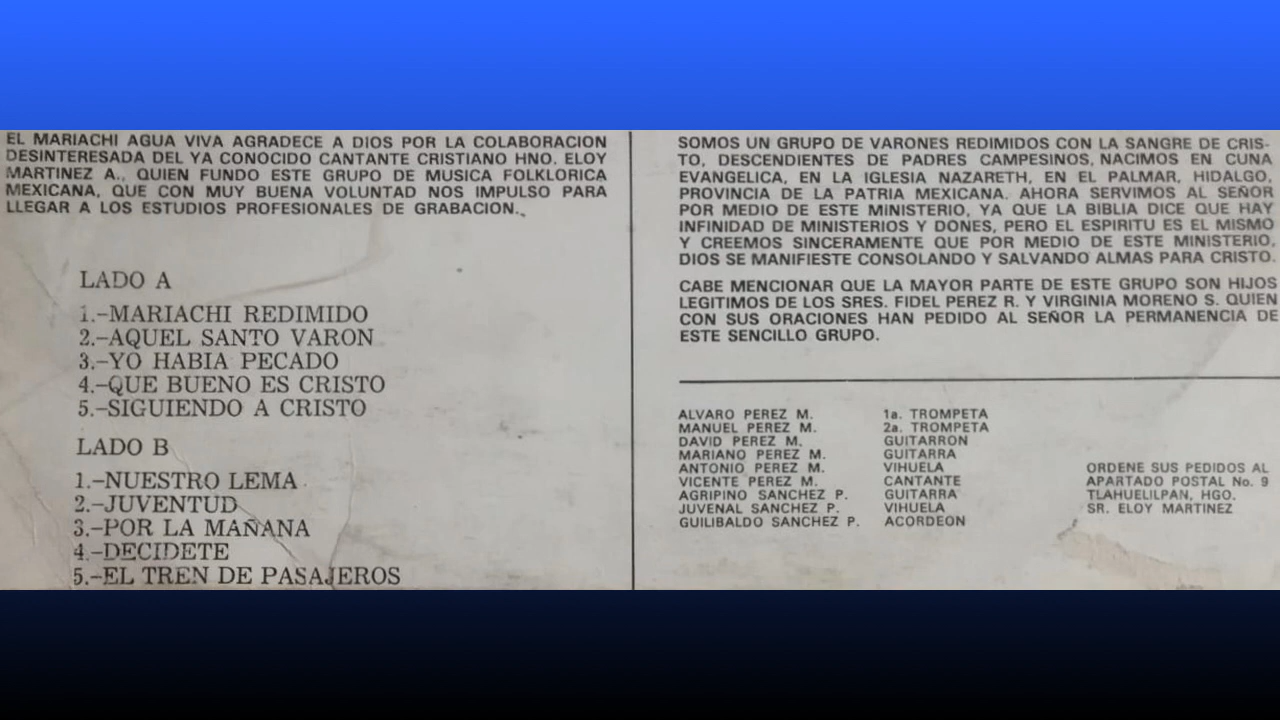 EL MARIACHI AGUA VIVA AGRADECE A DIOS POR LA COLABORACION
DESINTERESADA DEL YA CONOCIDO CANTANTE CRISTIANO HNO. ELOY
MARTINEZ A., QUIEN FUNDO ESTE GRUPO DE MUSICA FOLKLORICA
MEXICANA, QUE CON MUY BUENA VOLUNTAD NOS IMPULSO PARA
LLEGAR A LOS ESTUDIOS PROFESIONALES DE GRABACION.
LADO A
1.-MARIACHI REDIMIDO
2.-AQUEL SANTO VARON
3.-YO HABIA PECADO
4.-QUE BUENO ES CRISTO
5.-SIGUIENDO A CRISTO
LADO B
1.-NUESTRO LEMA
2.-JUVENTUD
3.-POR LA MAÑANA
4.-DECIDETE
5.-EL TREN DE PASAJEROS
SOMOS UN GRUPO DE VARONES REDIMIDOS CON LA SANGRE DE CRIS-
TO, DESCENDIENTES DE PADRES CAMPESINOS, NACIMOS EN CUNA
EVANGELICA, EN LA IGLESIA NAZARETH, EN EL PALMAR, HIDALGO,
PROVINCIA DE LA PATRIA MEXICANA. AHORA SERVIMOS AL SEÑOR
POR MEDIO DE ESTE MINISTERIO, YA QUE LA BIBLIA DICE QUE HAY
INFINIDAD DE MINISTERIOS Y DONES, PERO EL ESPIRITU ES EL MISMO
Y CREEMOS SINCERAMENTE QUE POR MEDIO DE ESTE MINISTERIO,
DIOS SE MANIFIESTE CONSOLANDO Y SALVANDO ALMAS PARA CRISTO.
CABE MENCIONAR QUE LA MAYOR PARTE DE ESTE GRUPO SON HIJOS
LEGITIMOS DE LOS SRES. FIDEL PEREZ R. Y VIRGINIA MORENO S. QUIEN
CON SUS ORACIONES HAN PEDIDO AL SEÑOR LA PERMANENCIA DE
ESTE SENCILLO GRUPO.
ALVARO PEREZ M. 1a. TROMPETA
MANUEL PEREZ M. 2a. TROMPETA
DAVID PEREZ M. GUITARRON
MARIANO PEREZ M. GUITARRA
ANTONIO PEREZ M. VIHUELA
VICENTE PEREZ M. CANTANTE
AGRIPINO SANCHEZ P. GUITARRA
JUVENAL SANCHEZ P. VIHUELA
GUILIBALDO SANCHEZ P. ACORDEON
ORDENE SUS PEDIDOS AL
APARTADO POSTAL No. 9
TLAHUELILPAN, HGO.
SR. ELOY MARTINEZ